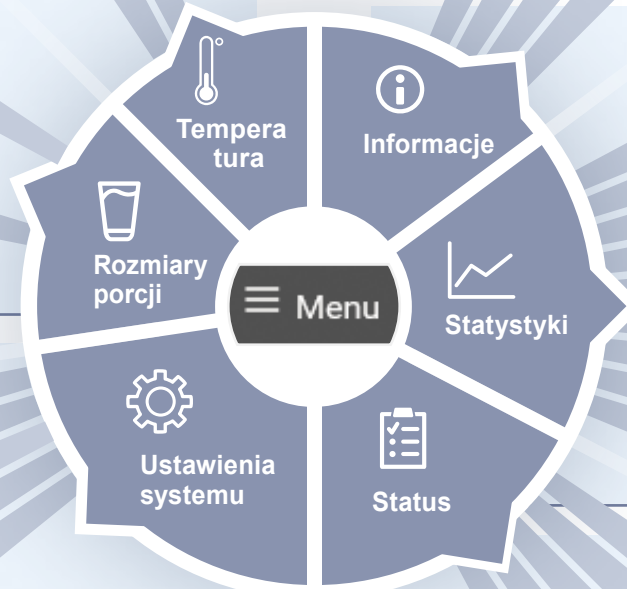 Tempera
tura
Informacje
Rozmiary
porcji
Menu
Statystyki
Ustawienia
systemu
Status